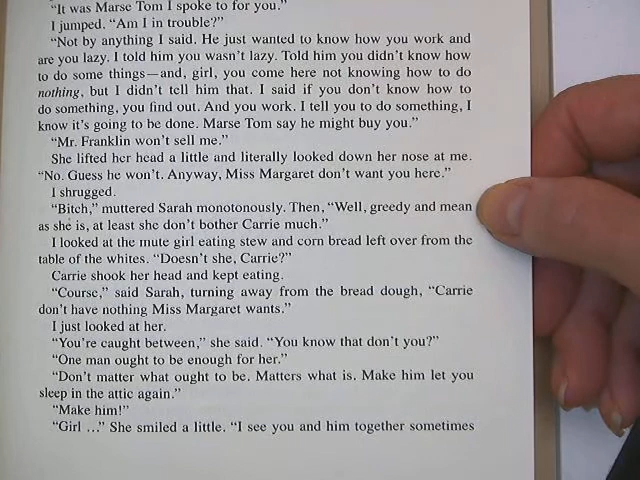 "It was Marse Tom I spoke to for you."
I jumped. "Am I in trouble?"
"Not by anything I said. He just wanted to know how you work and
are you lazy. I told him you wasn't lazy. Told him you didn't know how
to do some things—and, girl, you come here not knowing how to do
nothing, but I didn't tell him that. I said if you don't know how to
do something, you find out. And you work. I tell you to do something, I
know it's going to be done. Marse Tom say he might buy you."
"Mr. Franklin won't sell me."
She lifted her head a little and literally looked down her nose at me.
"No. Guess he won't. Anyway, Miss Margaret don't want you here."
I shrugged.
"Bitch," muttered Sarah monotonously. Then, "Well, greedy and mean
as she is, at least she don't bother Carrie much."
I looked at the mute girl eating stew and corn bread left over from the
table of the whites. "Doesn't she, Carrie?"
Carrie shook her head and kept eating.
"Course," said Sarah, turning away from the bread dough, "Carrie
don't have nothing Miss Margaret wants."
I just looked at her.
"You're caught between," she said. "You know that don't you?"
"One man ought to be enough for her."
"Don't matter what ought to be. Matters what is. Make him let you
sleep in the attic again."
"Make him!"
"Girl ..." She smiled a little. "I see you and him together sometimes